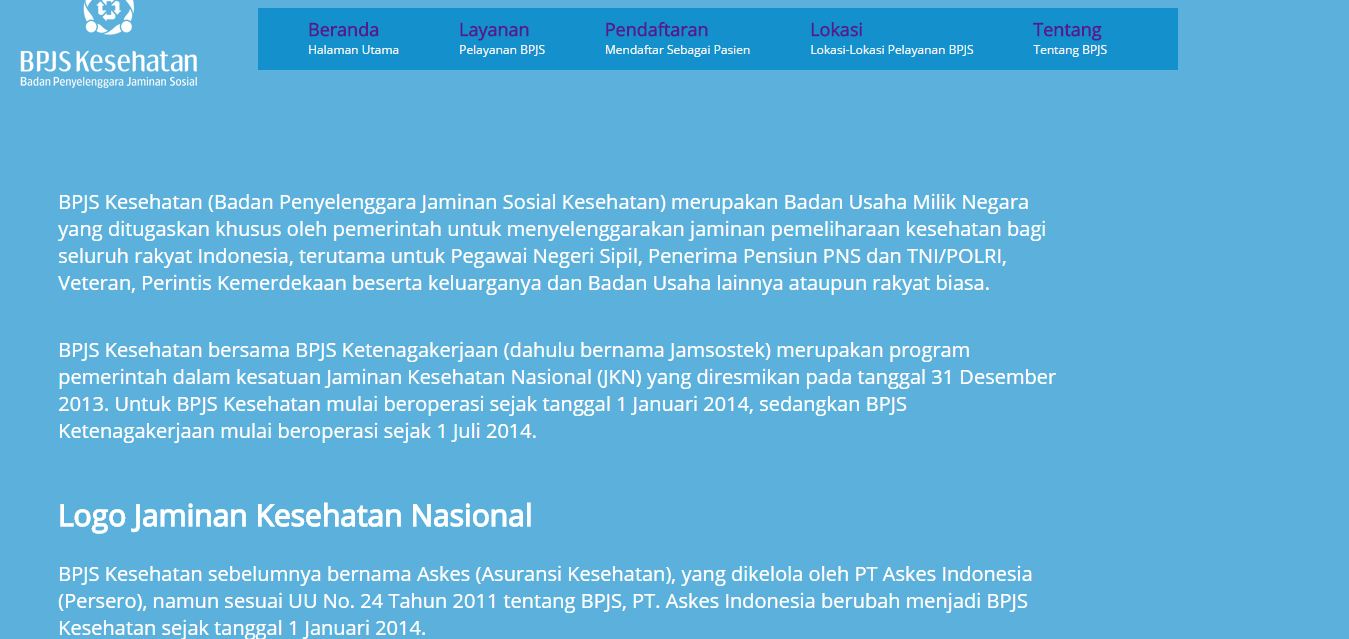 BPJS Kesehatan
Badan Penyelenggara Jaminan Sosial
Beranda
Halaman Utama
Layanan
Pelayanan BPJS
Pendaftaran
Mendaftar Sebagai Pasien
Lokasi
Lokasi-Lokasi Pelayanan BPJS
Tentang
Tentang BPJS
BPJS Kesehatan (Badan Penyelenggara Jaminan Sosial Kesehatan) merupakan Badan Usaha Milik Negara
yang ditugaskan khusus oleh pemerintah untuk menyelenggarakan jaminan pemeliharaan kesehatan bagi
seluruh rakyat Indonesia, terutama untuk Pegawai Negeri Sipil, Penerima Pensiun PNS dan TNI/POLRI,
Veteran, Perintis Kemerdekaan beserta keluarganya dan Badan Usaha lainnya ataupun rakyat biasa.
BPJS Kesehatan bersama BPJS Ketenagakerjaan (dahulu bernama Jamsostek) merupakan program
pemerintah dalam kesatuan Jaminan Kesehatan Nasional (JKN) yang diresmikan pada tanggal 31 Desember
2013. Untuk BPJS Kesehatan mulai beroperasi sejak tanggal 1 Januari 2014, sedangkan BPJS
Ketenagakerjaan mulai beroperasi sejak 1 Juli 2014.
Logo Jaminan Kesehatan Nasional
BPJS Kesehatan sebelumnya bernama Askes (Asuransi Kesehatan), yang dikelola oleh PT Askes Indonesia
(Persero), namun sesuai UU No. 24 Tahun 2011 tentang BPJS, PT. Askes Indonesia berubah menjadi BPJS
Kesehatan sejak tanggal 1 Januari 2014.